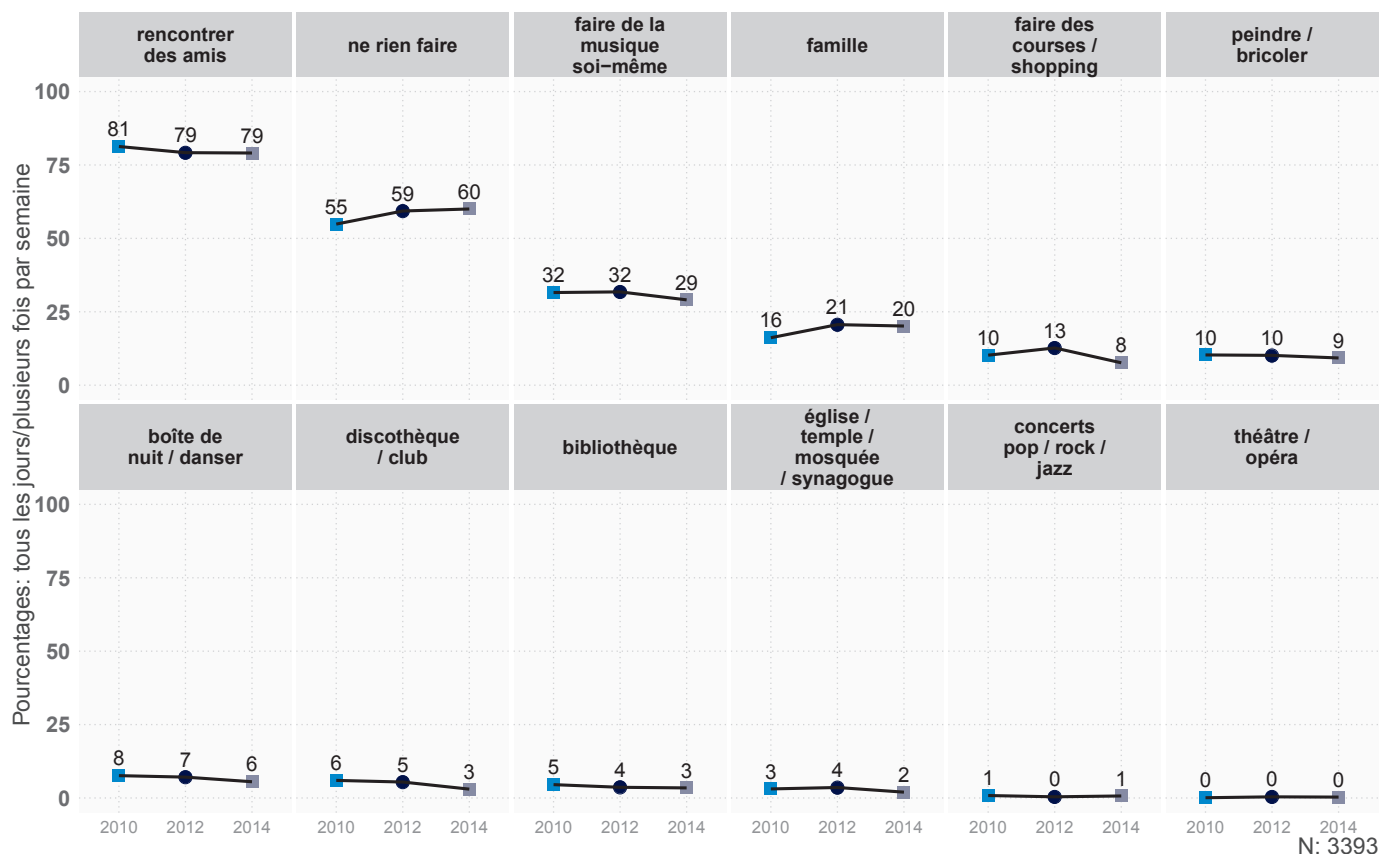 Pourcentages: tous les jours/plusieurs fois par semaine
rencontrer
des amis
ne rien faire
faire de la
musique
soi−même
famille
faire des
courses /
shopping
peindre /
bricoler
100
75
50
25
0
81 79 79
55 59 60
32 32 29
16 21 20
10 13 8
10 10 9
boîte de
nuit / danser
discothèque
/ club
bibliothèque
église /
temple /
mosquée
/ synagogue
concerts
pop / rock /
jazz
théâtre /
opéra
100
75
50
25
0
8 7 6
6 5 3
5 4 3
3 4 2
1 0 1
0 0 0
2010 2012 2014
2010 2012 2014
2010 2012 2014
2010 2012 2014
2010 2012 2014
2010 2012 2014
N: 3393